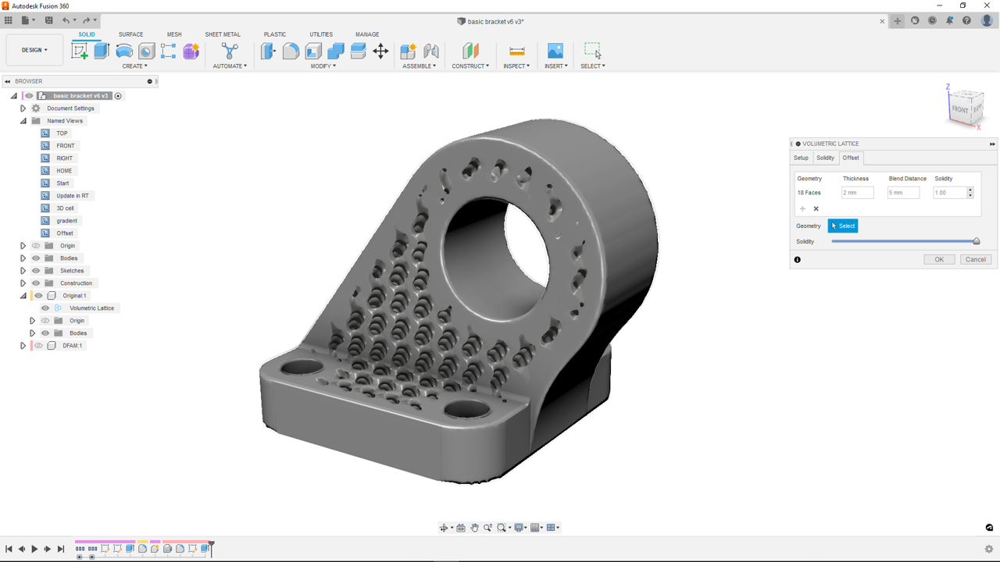 Autodesk Fusion 360
basic bracket v6 v3*
DESIGN
SOLID SURFACE MESH SHEET METAL PLASTIC UTILITIES MANAGE
CREATE AUTOMATE MODIFY ASSEMBLE CONSTRUCT INSPECT INSERT SELECT
BROWSER
basic bracket v6 v3
Document Settings
Named Views
TOP
FRONT
RIGHT
HOME
Start
Update in RT
3D cell
gradient
Offset
Origin
Bodies
Sketches
Construction
Original:1
Volumetric Lattice
Origin
Bodies
DFAM:1
Z
FRONT
X
VOLUMETRIC LATTICE
Setup Solidity Offset
Geometry Thickness Blend Distance Solidity
18 Faces 2 mm 5 mm 1.00
Geometry Select
Solidity
OK Cancel